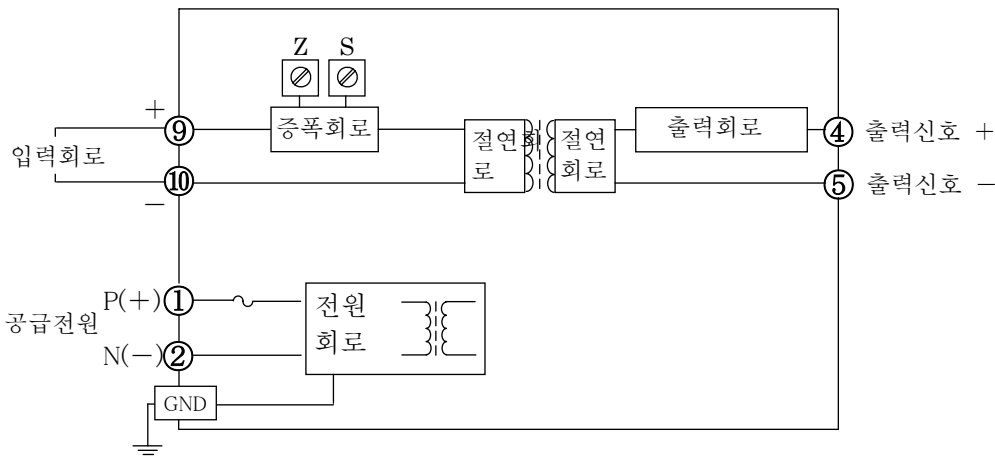 Z S
+
⑨
증폭회로
절연회
로
절연
회로
출력회로
④ 출력신호 +
입력회로
⑩
−
⑤ 출력신호 −
P(+) ①
공급전원
N(−) ②
전원
회로
GND